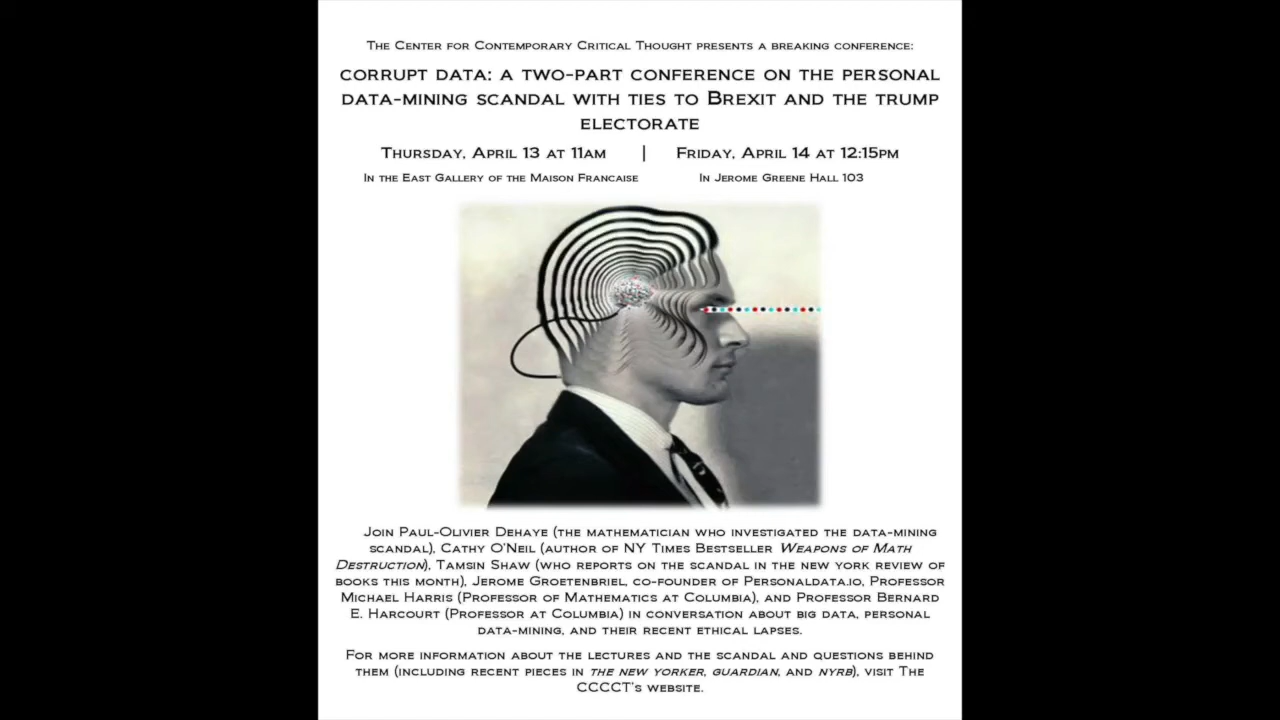 The Center for Contemporary Critical Thought presents a breaking conference:
corrupt data: a two-part conference on the personal
data-mining scandal with ties to Brexit and the trump
electorate
Thursday, April 13 at 11am | Friday, April 14 at 12:15pm
In the East Gallery of the Maison Francaise In Jerome Greene Hall 103
Join Paul-Olivier Dehaye (the mathematician who investigated the data-mining
scandal), Cathy O'Neil (author of NY Times Bestseller Weapons of Math
Destruction), Tamsin Shaw (who reports on the scandal in the new york review of
books this month), Jerome Groetenbriel, co-founder of Personaldata.io, Professor
Michael Harris (Professor of Mathematics at Columbia), and Professor Bernard
E. Harcourt (Professor at Columbia) in conversation about big data, personal
data-mining, and their recent ethical lapses.
For more information about the lectures and the scandal and questions behind
them (including recent pieces in the new yorker, guardian, and nyrb), visit The
CCCCT's website.